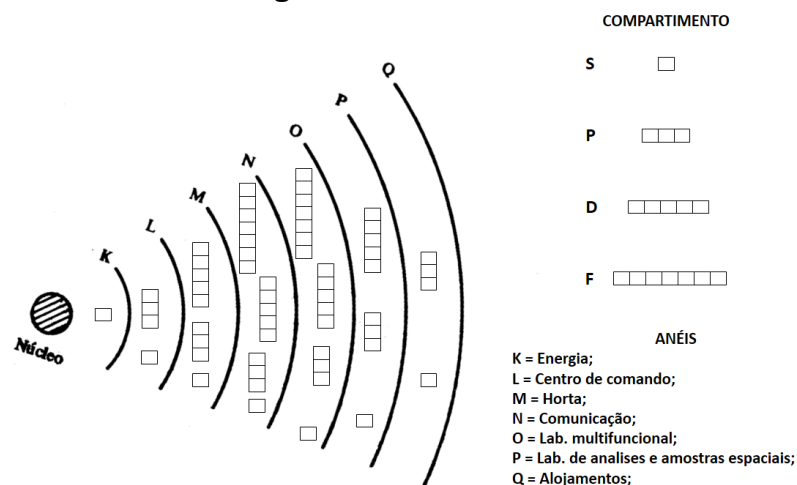 COMPARTIMENTO
S
P
D
F
Q
P
O
N
M
L
K
Núcleo
ANÉIS
K = Energia;
L = Centro de comando;
M = Horta;
N = Comunicação;
O = Lab. multifuncional;
P = Lab. de analises e amostras espaciais;
Q = Alojamentos;